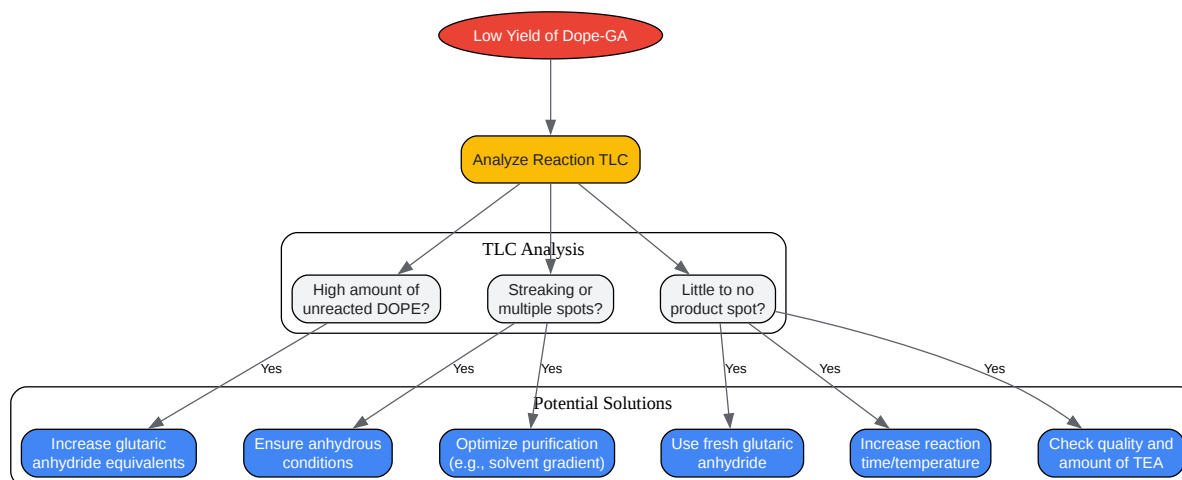 Low Yield of Dope-GA
Analyze Reaction TLC
TLC Analysis
High amount of
unreacted DOPE?
Streaking or
multiple spots?
Little to no
product spot?
Yes
Yes
Yes
Yes
Yes
Yes
Potential Solutions
Increase glutaric
anhydride equivalents
Ensure anhydrous
conditions
Optimize purification
(e.g., solvent gradient)
Use fresh glutaric
anhydride
Increase reaction
time/temperature
Check quality and
amount of TEA